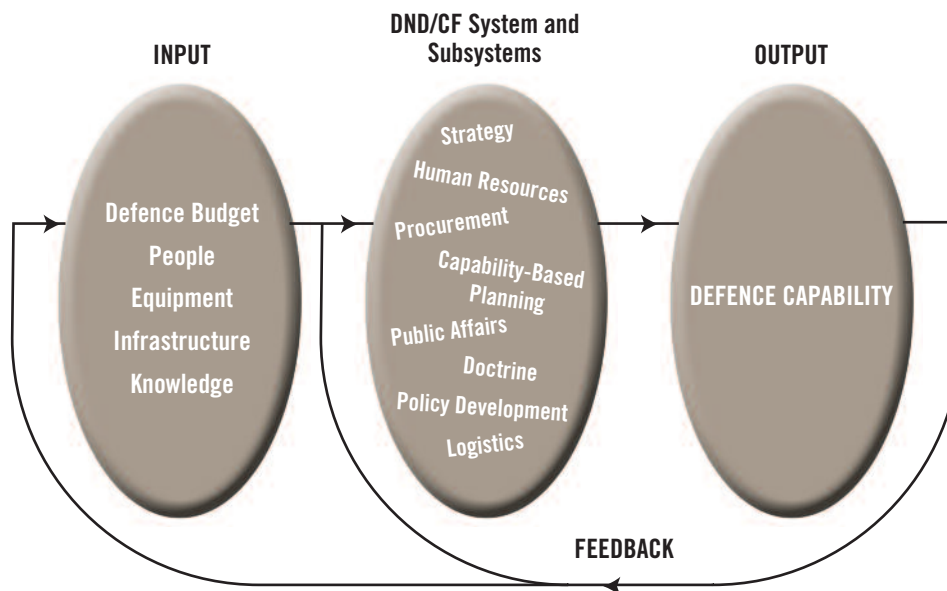 INPUT
Defence Budget
People
Equipment
Infrastructure
Knowledge
DND/CF System and
Subsystems
Strategy
Human Resources
Procurement
Capability-Based
Planning
Public Affairs
Doctrine
Policy Development
Logistics
OUTPUT
DEFENCE CAPABILITY
FEEDBACK